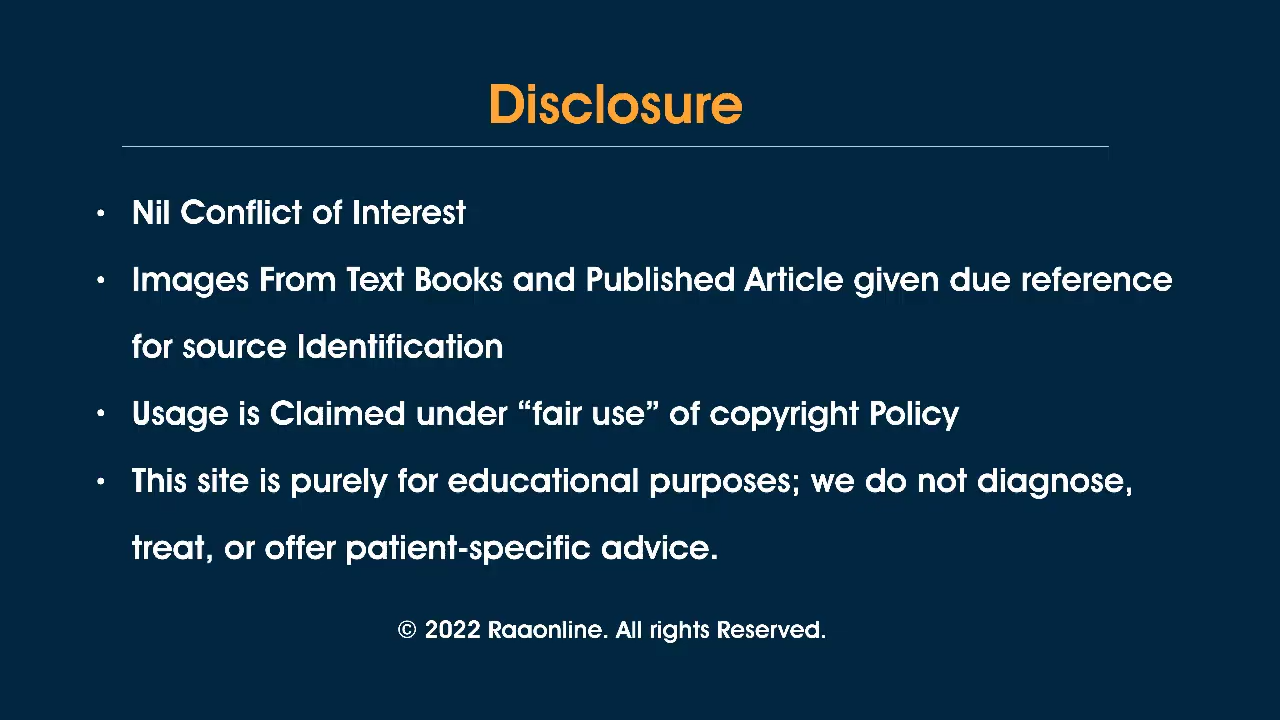 Disclosure
• Nil Conflict of Interest
• Images From Text Books and Published Article given due reference
for source Identification
• Usage is Claimed under “fair use” of copyright Policy
• This site is purely for educational purposes; we do not diagnose,
treat, or offer patient-specific advice.
© 2022 Raaonline. All rights Reserved.